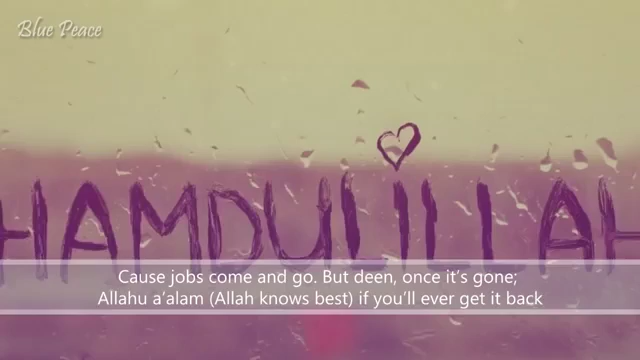 Blue Peace
HAMDULILLAH
Cause jobs come and go. But deen, once it’s gone;
Allahu a’alam (Allah knows best) if you’ll ever get it back